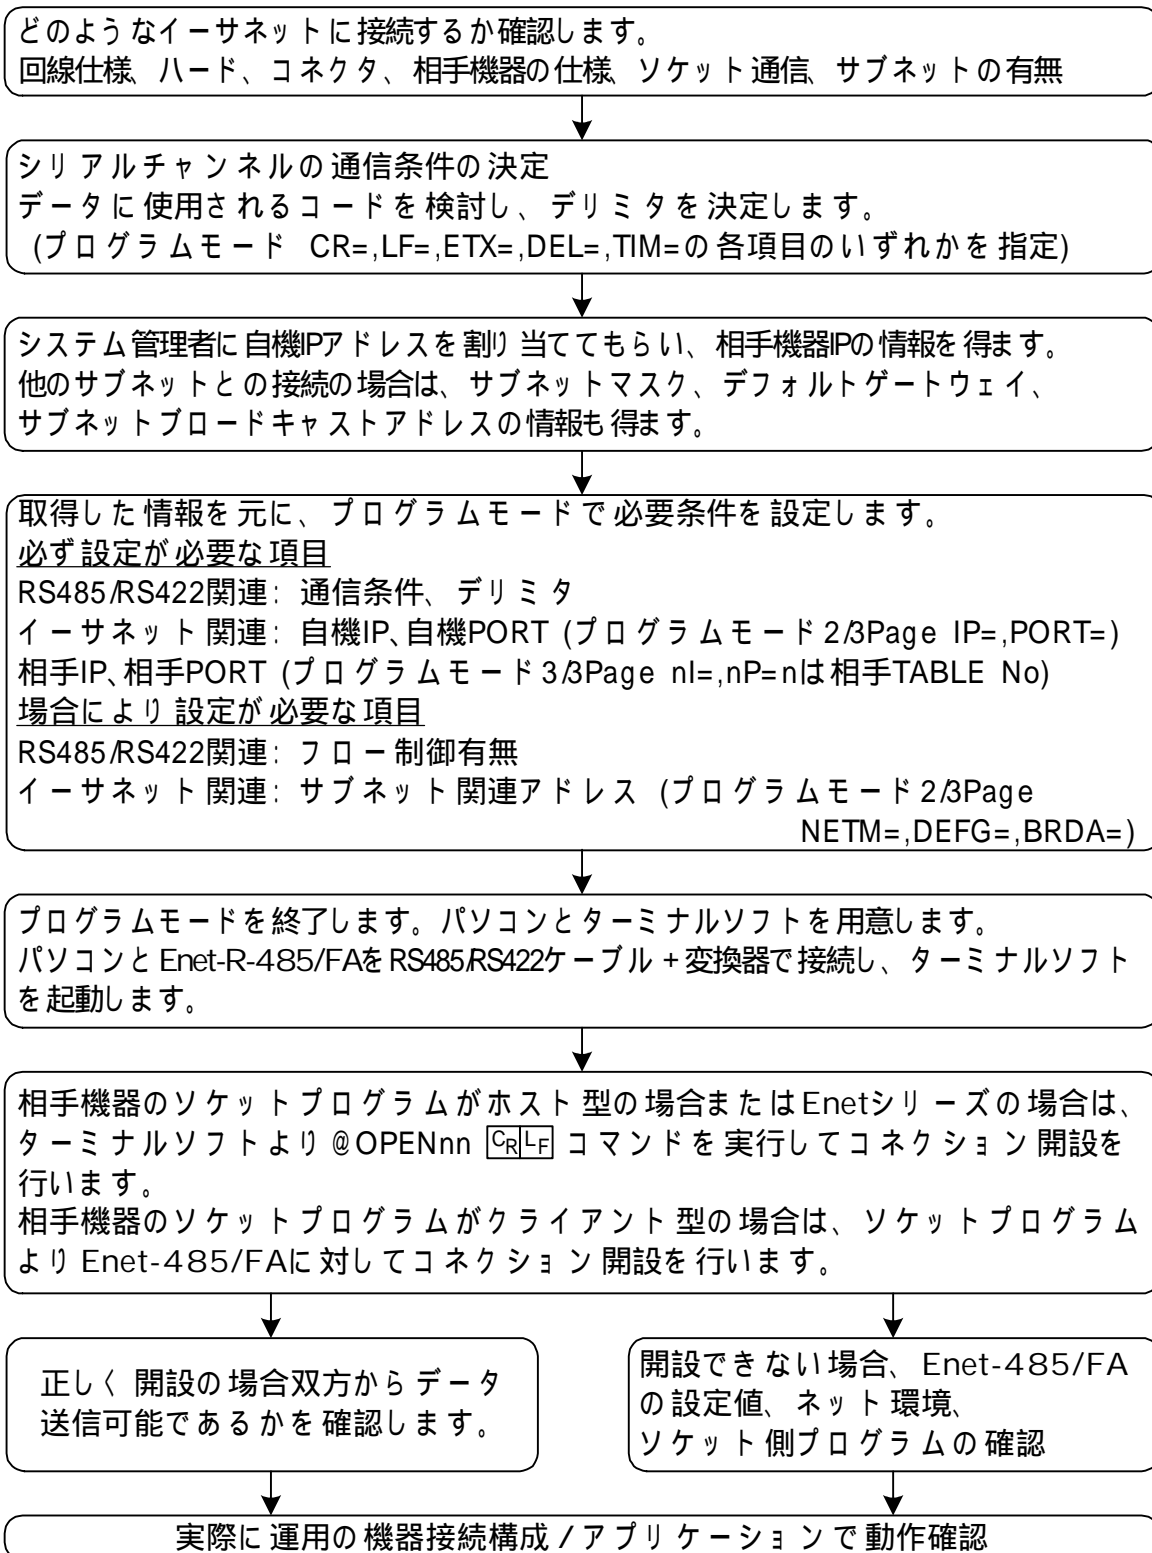 どのようなイーサネットに接続するか確認します。
回線仕様、ハード、コネクタ、相手機器の仕様、ソケット通信、サブネットの有無
シリアルチャンネルの通信条件の決定
データに使用されるコードを検討し、デリミタを決定します。
(プログラムモード CR=,LF=,ETX=,DEL=,TIM=の各項目のいずれかを指定)
システム管理者に自機IPアドレスを割り当ててもらい、相手機器IPの情報を得ます。
他のサブネットとの接続の場合は、サブネットマスク、デフォルトゲートウェイ、
サブネットブロードキャストアドレスの情報も得ます。
取得した情報を元に、プログラムモードで必要条件を設定します。
必ず設定が必要な項目
RS485/RS422関連：通信条件、デリミタ
イーサネット関連：自機IP、自機PORT (プログラムモード2/3Page IP=,PORT=)
相手IP、相手PORT (プログラムモード3/3Page nI=,nP=nは相手TABLE No)
場合により設定が必要な項目
RS485/RS422関連：フロー制御有無
イーサネット関連：サブネット関連アドレス (プログラムモード2/3Page
NETM=,DEFG=,BRDA=)
プログラムモードを終了します。パソコンとターミナルソフトを用意します。
パソコンとEnet-R-485/FAをRS485/RS422ケーブル+変換器で接続し、ターミナルソフト
を起動します。
相手機器のソケットプログラムがホスト型の場合またはEnetシリーズの場合は、
ターミナルソフトより@OPENnn CRLF コマンドを実行してコネクション開設を
行います。
相手機器のソケットプログラムがクライアント型の場合は、ソケットプログラム
よりEnet-485/FAに対してコネクション開設を行います。
正しく開設の場合双方からデータ
送信可能であるかを確認します。
開設できない場合、Enet-485/FA
の設定値、ネット環境、
ソケット側プログラムの確認
実際に運用の機器接続構成/アプリケーションで動作確認